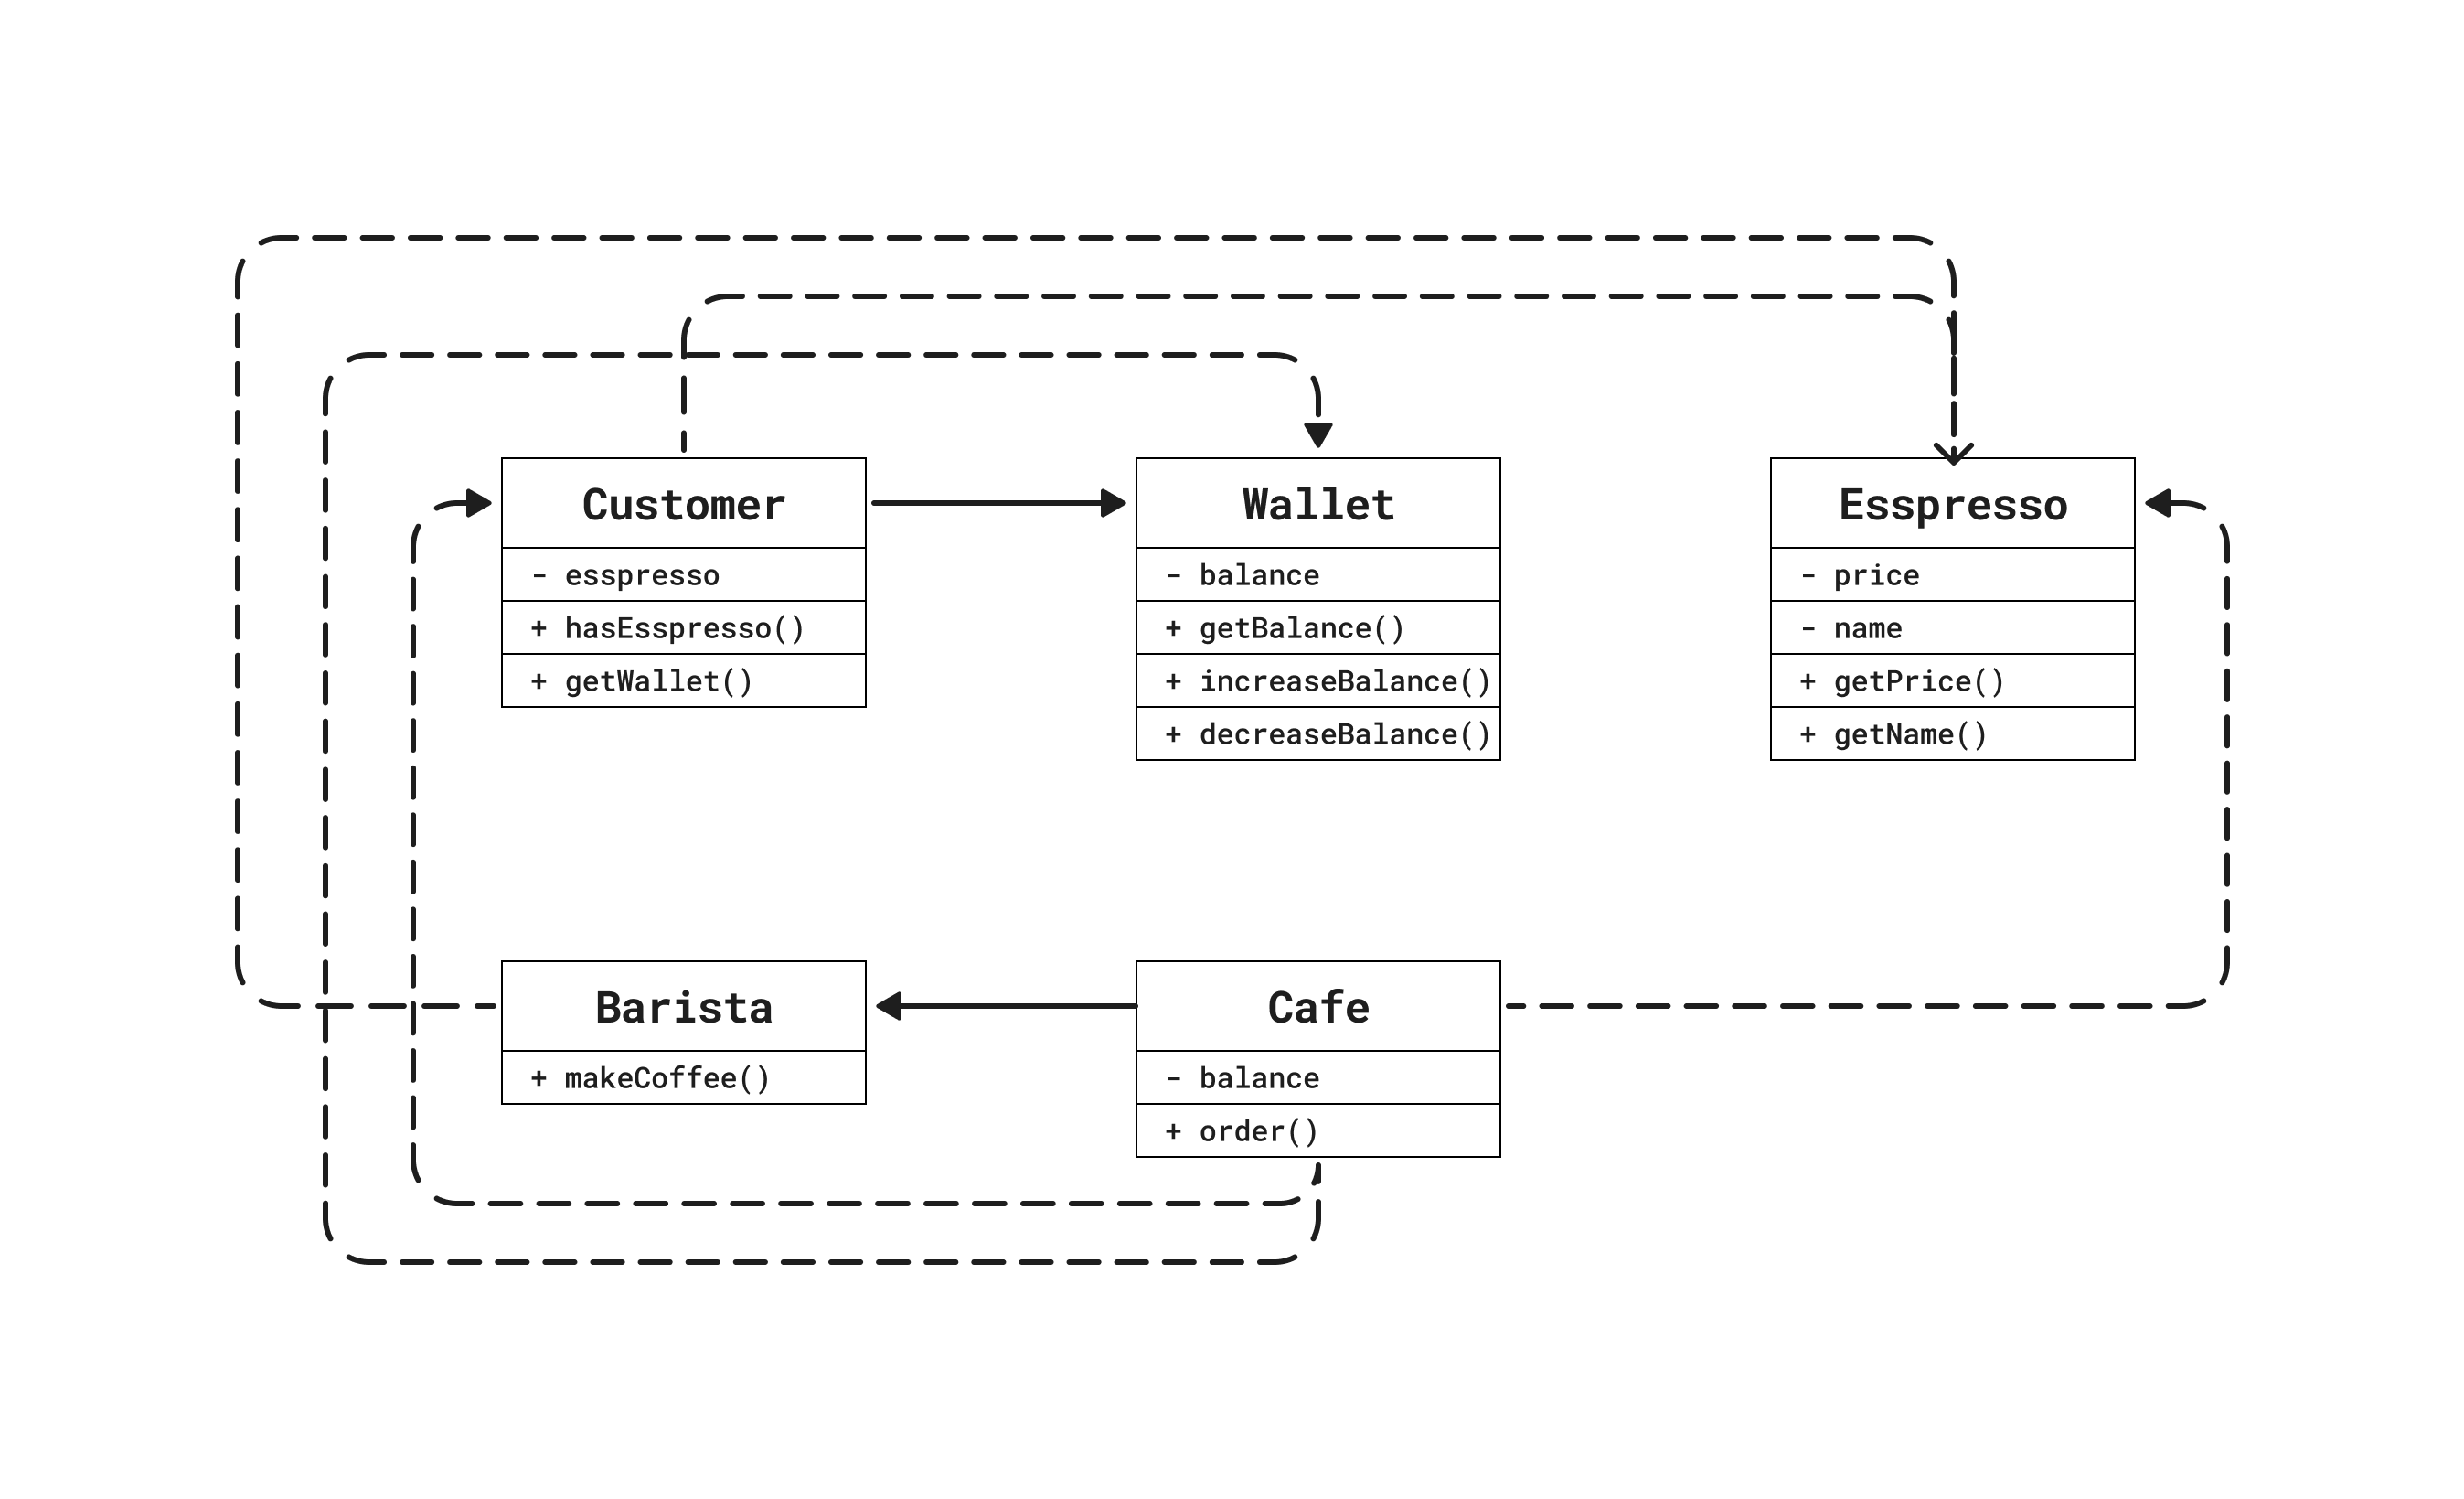 Customer
- esspresso
+ hasEsspresso()
+ getWallet()
Wallet
- balance
+ getBalance()
+ increaseBalance()
+ decreaseBalance()
Esspresso
- price
- name
+ getPrice()
+ getName()
Barista
+ makeCoffee()
Cafe
- balance
+ order()